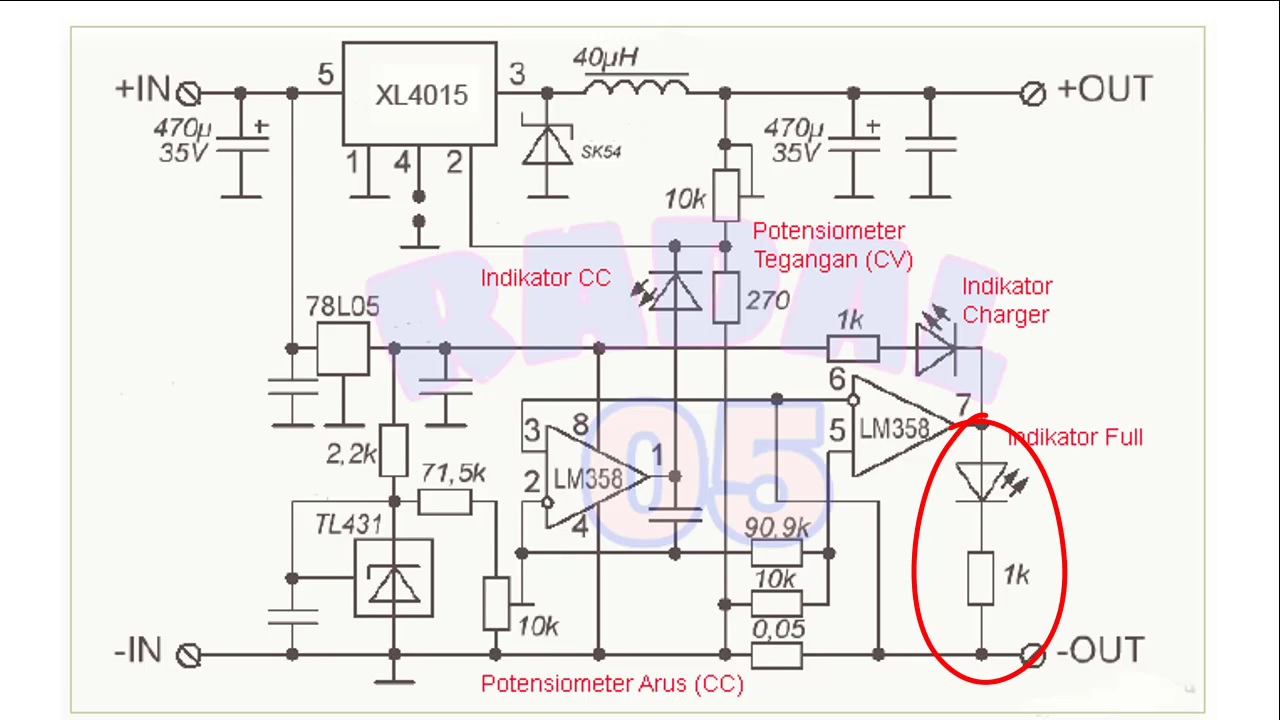 40µH
+IN
5
XL4015
3
+OUT
470µ
35V
+
1
4
2
SK54
470µ
35V
+
10k
Potensiometer
Tegangan (CV)
Indikator CC
270
Indikator
Charger
78L05
1k
6
7
5
LM358
Indikator Full
3
8
2,2k
71,5k
LM358
1
2
4
TL431
90,9k
10k
1k
10k
0,05
-IN
-OUT
Potensiometer Arus (CC)
RADAL
05